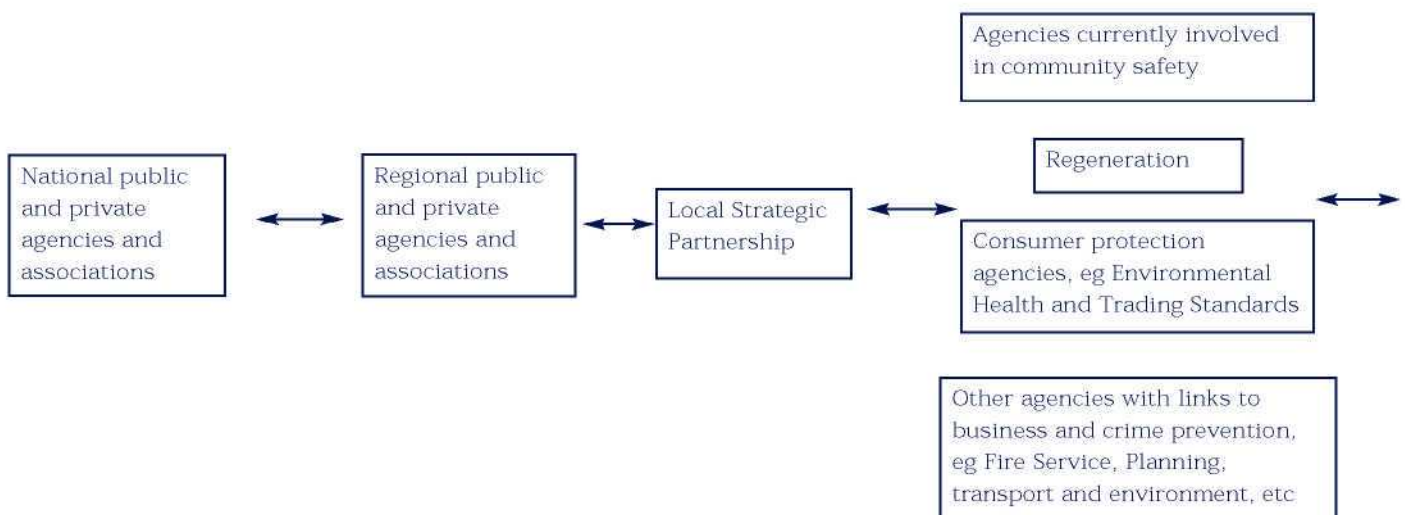 National public
and private
agencies and
associations
Regional public
and private
agencies and
associations
Local Strategic
Partnership
Agencies currently involved
in community safety
Regeneration
Consumer protection
agencies, eg Environmental
Health and Trading Standards
Other agencies with links to
business and crime prevention,
eg Fire Service, Planning,
transport and environment, etc